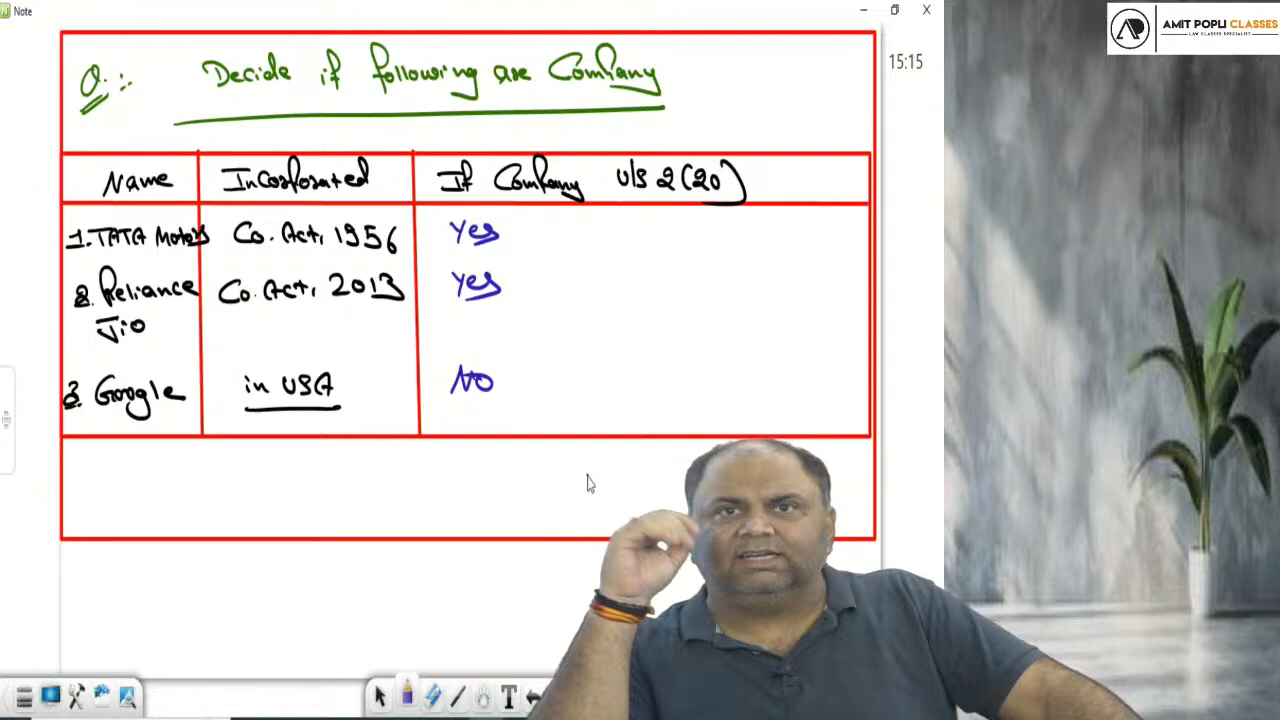 Note
AMIT POPLI CLASSES
LAW CLASSES SPECIALIST
15:15
Q:- Decide if following are Company
Name Incorporated If Company U/S 2(20)
1. TATA Motors Co. Act, 1956 Yes
2. Reliance Jio Co. Act, 2013 Yes
3. Google in USA NO